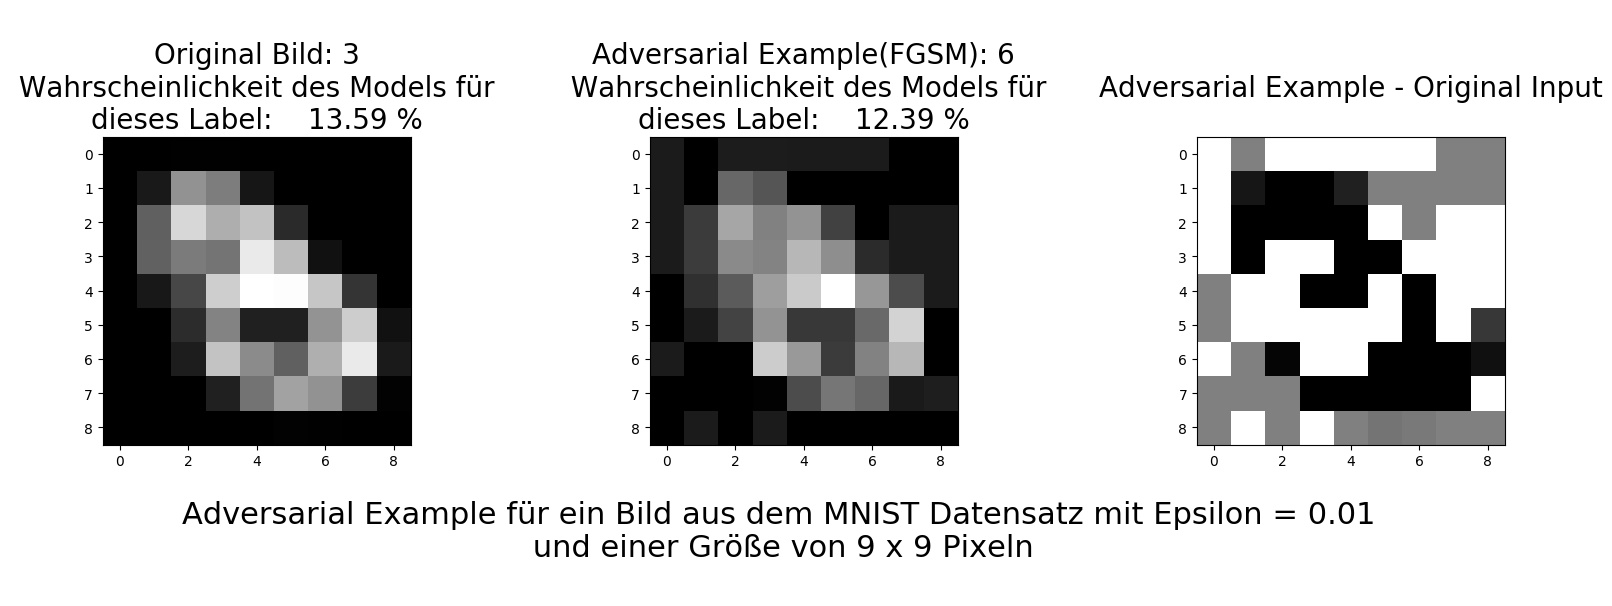 Original Bild: 3
Wahrscheinlichkeit des Models für
dieses Label:    13.59 %
Adversarial Example(FGSM): 6
Wahrscheinlichkeit des Models für
dieses Label:    12.39 %
Adversarial Example - Original Input
0
1
2
3
4
5
6
7
8
0 2 4 6 8
0
1
2
3
4
5
6
7
8
0 2 4 6 8
0
1
2
3
4
5
6
7
8
0 2 4 6 8
Adversarial Example für ein Bild aus dem MNIST Datensatz mit Epsilon = 0.01
und einer Größe von 9 x 9 Pixeln